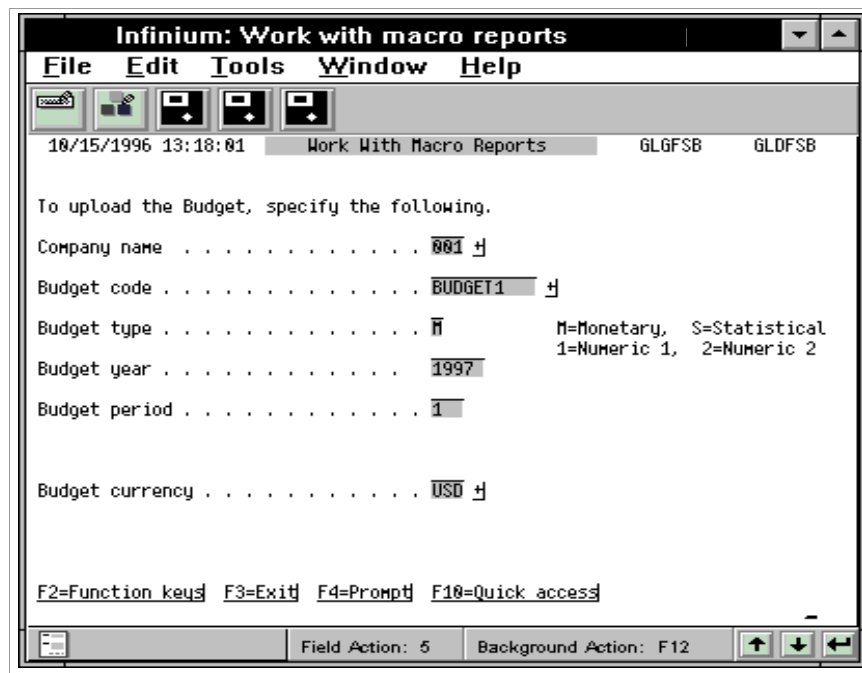 Infinium: Work with macro reports
File Edit Tools Window Help
10/15/1996 13:18:01 Work With Macro Reports GLGFSB GLDFSB
To upload the Budget, specify the following.
Company name . . . . . . . . . . . . . 001 +
Budget code . . . . . . . . . . . . . . BUDGET1 +
Budget type . . . . . . . . . . . . . . M M=Monetary, S=Statistical
1=Numeric 1, 2=Numeric 2
Budget year . . . . . . . . . . . . . 1997
Budget period . . . . . . . . . . . . . 1
Budget currency . . . . . . . . . . . . USD +
F2=Function keys F3=Exit F4=Prompt F10=Quick access
Field Action: 5 Background Action: F12